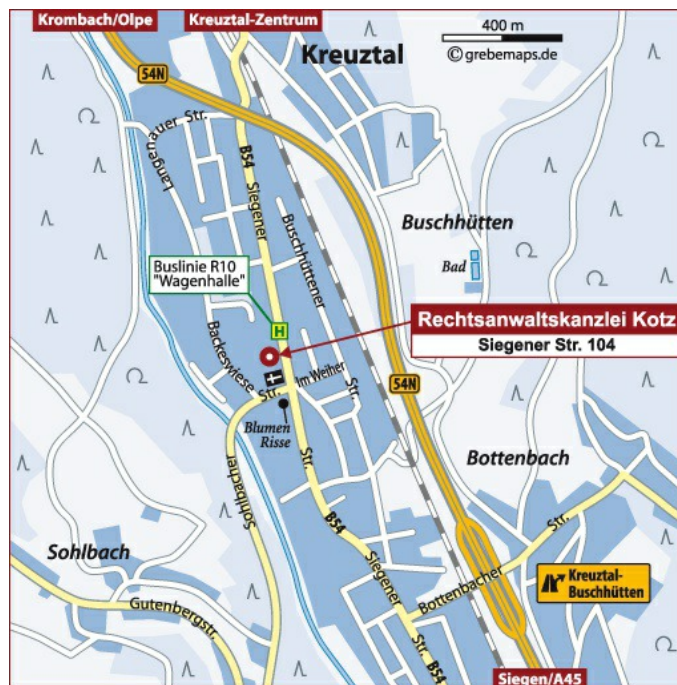 Krombach/Olpe
Kreuztal-Zentrum
400 m
Kreuztal
© grebemaps.de
54N
Langenauer Str.
B54
Siegener
Buschhüttener
Buschhütten
Bad
Buslinie R10
"Wagenhalle"
H
Rechtsanwaltskanzlei Kotz
Siegener Str. 104
Backeswiese
Im Weiher
Str.
54N
Str.
Blumen
Risse
Sohlbacher
Str.
Bottenbach
B54
Sohlbach
Siegener
Str.
Bottenbacher
Kreuztal-
Buschhütten
Gutenbergstr.
Str.
B54
Siegen/A45